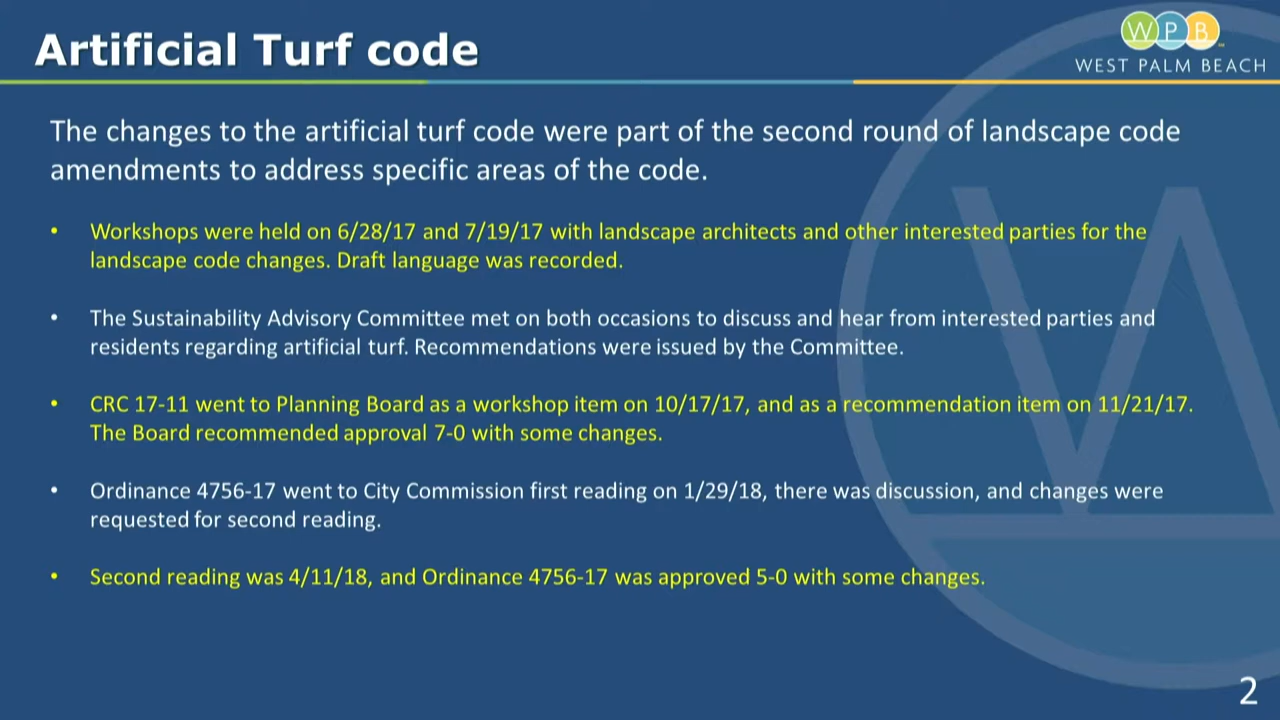 Artificial Turf code
WPB
WEST PALM BEACH
The changes to the artificial turf code were part of the second round of landscape code
amendments to address specific areas of the code.
• Workshops were held on 6/28/17 and 7/19/17 with landscape architects and other interested parties for the
landscape code changes. Draft language was recorded.
• The Sustainability Advisory Committee met on both occasions to discuss and hear from interested parties and
residents regarding artificial turf. Recommendations were issued by the Committee.
• CRC 17-11 went to Planning Board as a workshop item on 10/17/17, and as a recommendation item on 11/21/17.
The Board recommended approval 7-0 with some changes.
• Ordinance 4756-17 went to City Commission first reading on 1/29/18, there was discussion, and changes were
requested for second reading.
• Second reading was 4/11/18, and Ordinance 4756-17 was approved 5-0 with some changes.
2